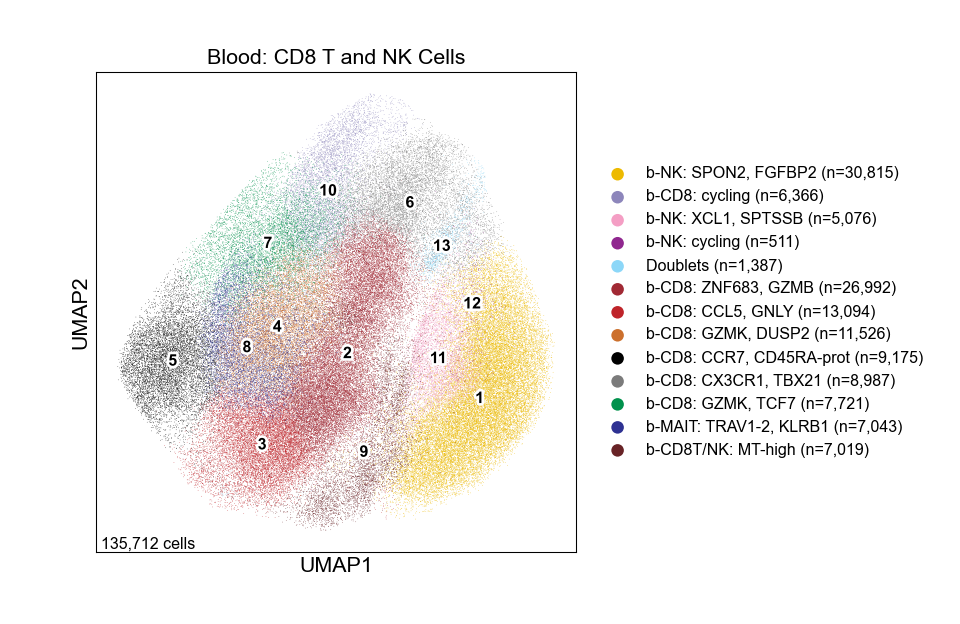 Blood: CD8 T and NK Cells
10
6
7
13
12
4
8
2
5
11
1
3
9
135,712 cells
UMAP1
UMAP2
b-NK: SPON2, FGFBP2 (n=30,815)
b-CD8: cycling (n=6,366)
b-NK: XCL1, SPTSSB (n=5,076)
b-NK: cycling (n=511)
Doublets (n=1,387)
b-CD8: ZNF683, GZMB (n=26,992)
b-CD8: CCL5, GNLY (n=13,094)
b-CD8: GZMK, DUSP2 (n=11,526)
b-CD8: CCR7, CD45RA-prot (n=9,175)
b-CD8: CX3CR1, TBX21 (n=8,987)
b-CD8: GZMK, TCF7 (n=7,721)
b-MAIT: TRAV1-2, KLRB1 (n=7,043)
b-CD8T/NK: MT-high (n=7,019)